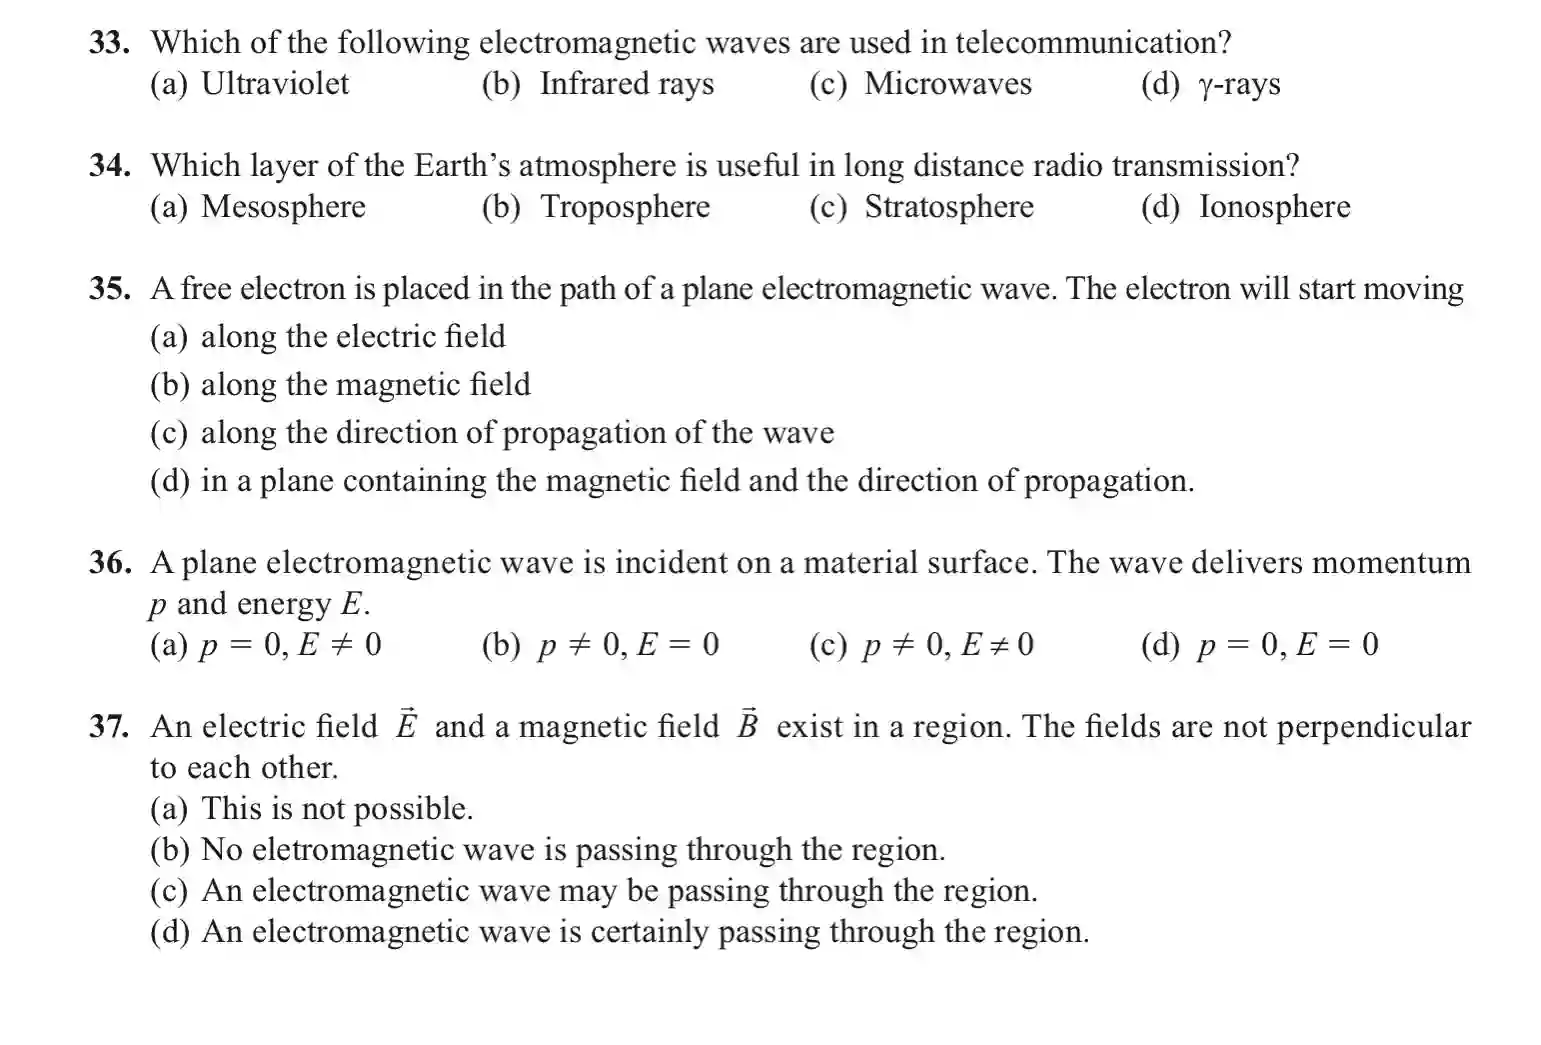 33. Which of the following electromagnetic waves are used in telecommunication?
(a) Ultraviolet (b) Infrared rays (c) Microwaves (d) γ-rays
34. Which layer of the Earth’s atmosphere is useful in long distance radio transmission?
(a) Mesosphere (b) Troposphere (c) Stratosphere (d) Ionosphere
35. A free electron is placed in the path of a plane electromagnetic wave. The electron will start moving
(a) along the electric field
(b) along the magnetic field
(c) along the direction of propagation of the wave
(d) in a plane containing the magnetic field and the direction of propagation.
36. A plane electromagnetic wave is incident on a material surface. The wave delivers momentum
p and energy E.
(a) p = 0, E ≠ 0 (b) p ≠ 0, E = 0 (c) p ≠ 0, E ≠ 0 (d) p = 0, E = 0
37. An electric field E⃗ and a magnetic field B⃗ exist in a region. The fields are not perpendicular
to each other.
(a) This is not possible.
(b) No eletromagnetic wave is passing through the region.
(c) An electromagnetic wave may be passing through the region.
(d) An electromagnetic wave is certainly passing through the region.